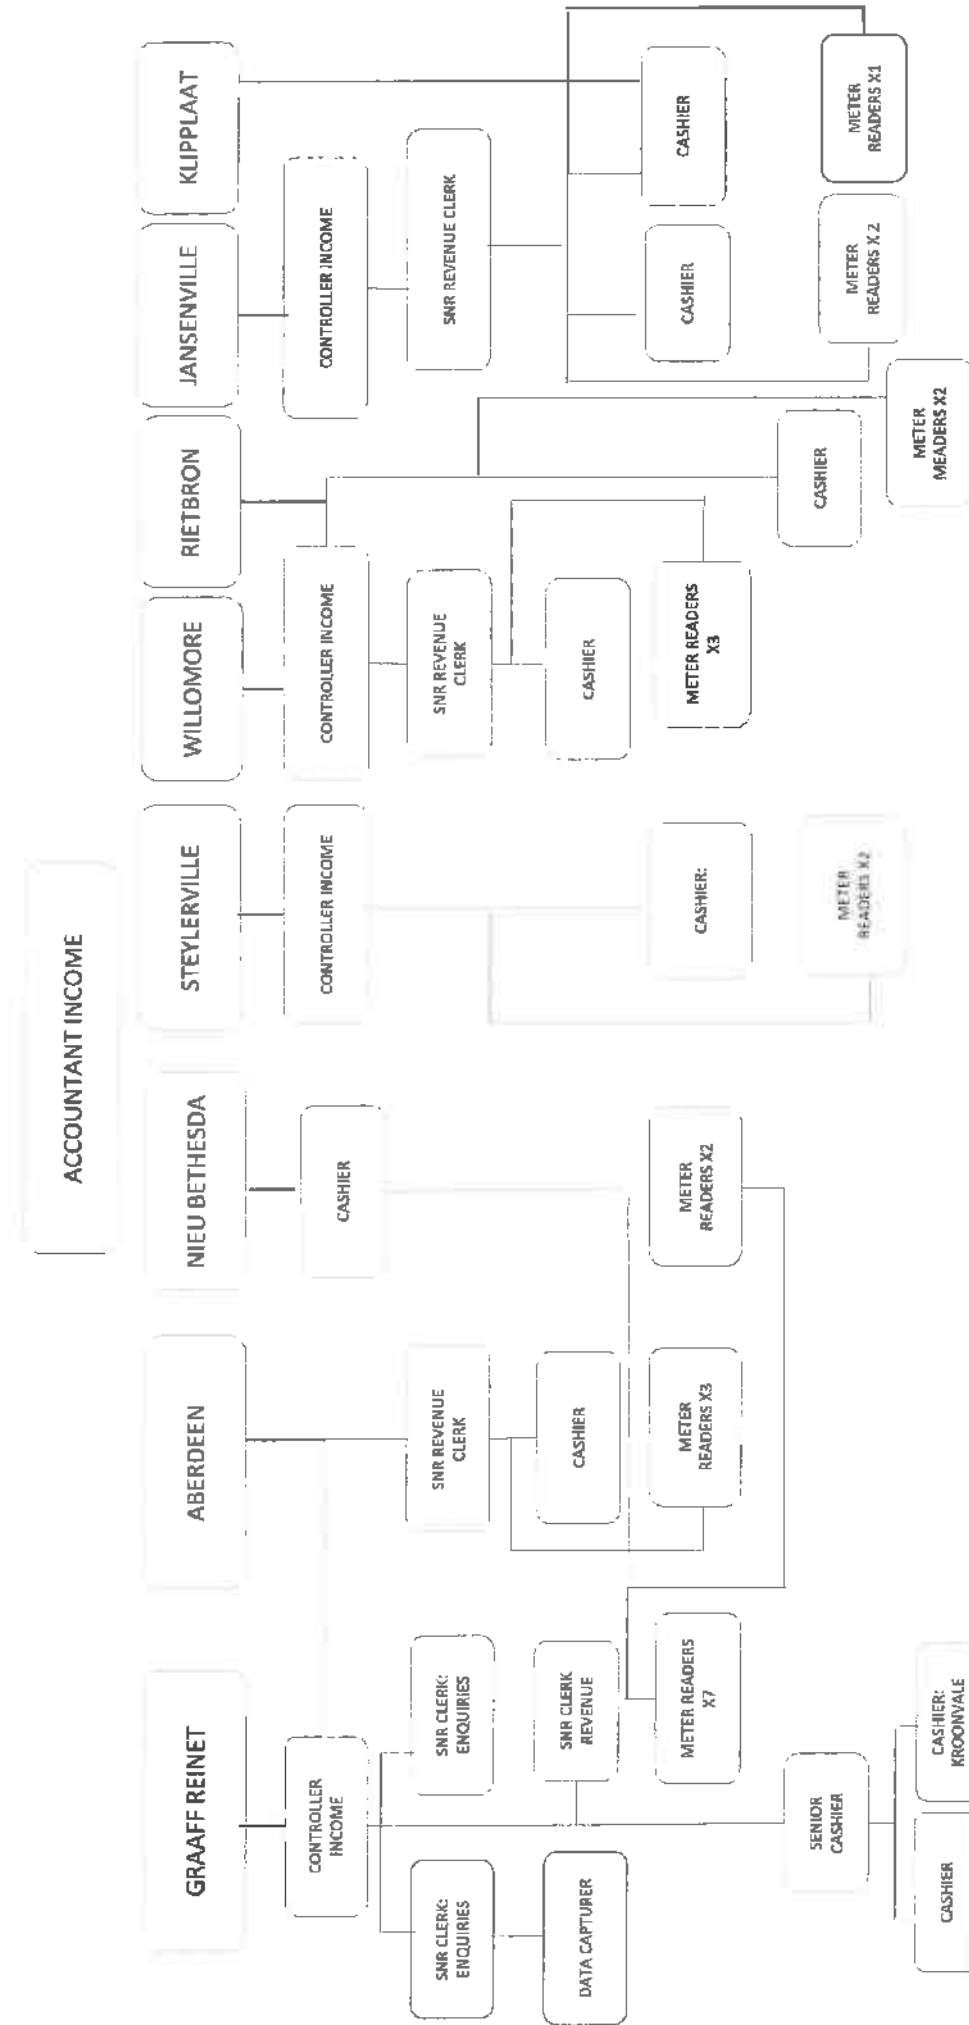 ACCOUNTANT INCOME
GRAAFF REINET
ABERDEEN
NIEU BETHESDA
STEYLERVILLE
WILLOMORE
RIETBRON
JANSENVILLE
KLIPPLAAT
CONTROLLER
INCOME
CASHIER
CONTROLLER INCOME
CONTROLLER INCOME
CONTROLLER INCOME
SNR CLERK:
ENQUIRIES
SNR CLERK:
ENQUIRIES
SNR REVENUE
CLERK
SNR REVENUE
CLERK
SNR REVENUE CLERK
DATA CAPTURER
SNR CLERK
REVENUE
CASHIER
CASHIER
METER READERS
X7
METER
READERS X3
METER
READERS X2
CASHIER:
METER READERS
X3
CASHIER
CASHIER
SENIOR
CASHIER
METER
READERS X2
CASHIER
METER
READERS X 2
METER
READERS X1
CASHIER
CASHIER:
KROONVALE
METER
MEADERS X2